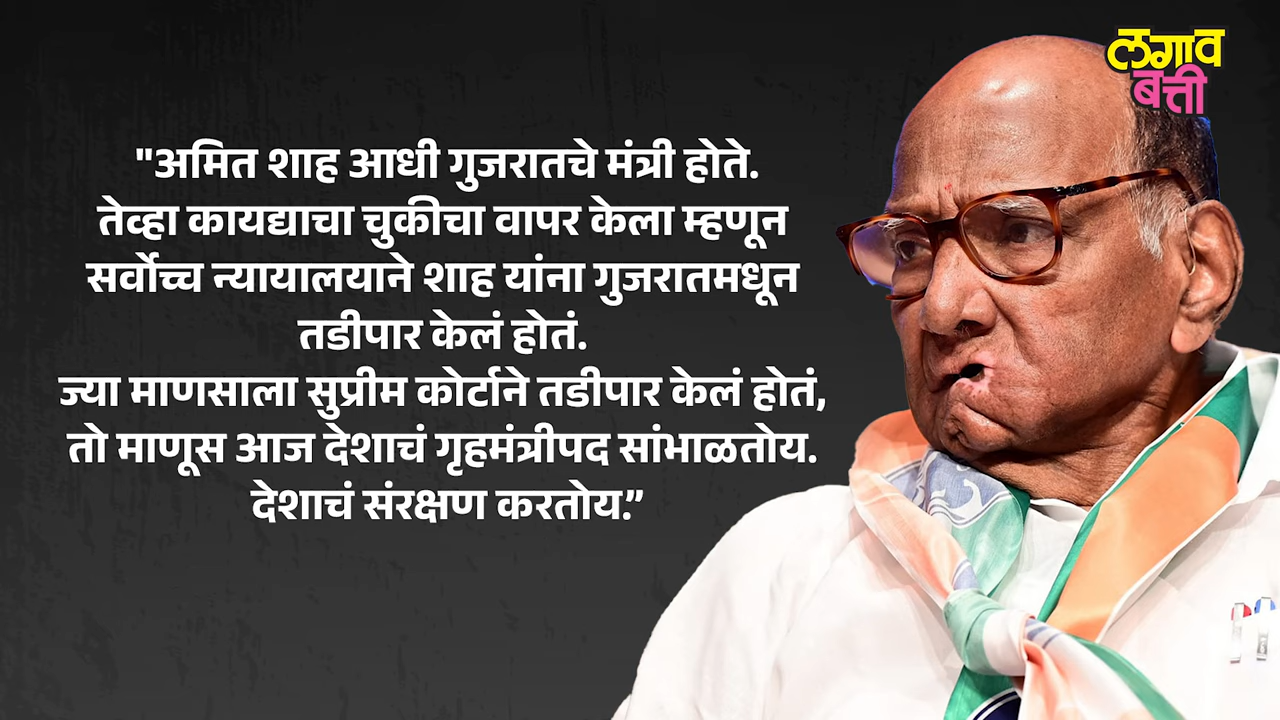 लगाव
बत्ती
"अमित शाह आधी गुजरातचे मंत्री होते.
तेव्हा कायद्याचा चुकीचा वापर केला म्हणून
सर्वोच्च न्यायालयाने शाह यांना गुजरातमधून
तडीपार केलं होतं.
ज्या माणसाला सुप्रीम कोर्टाने तडीपार केलं होतं,
तो माणूस आज देशाचं गृहमंत्रीपद सांभाळतोय.
देशाचं संरक्षण करतोय.”